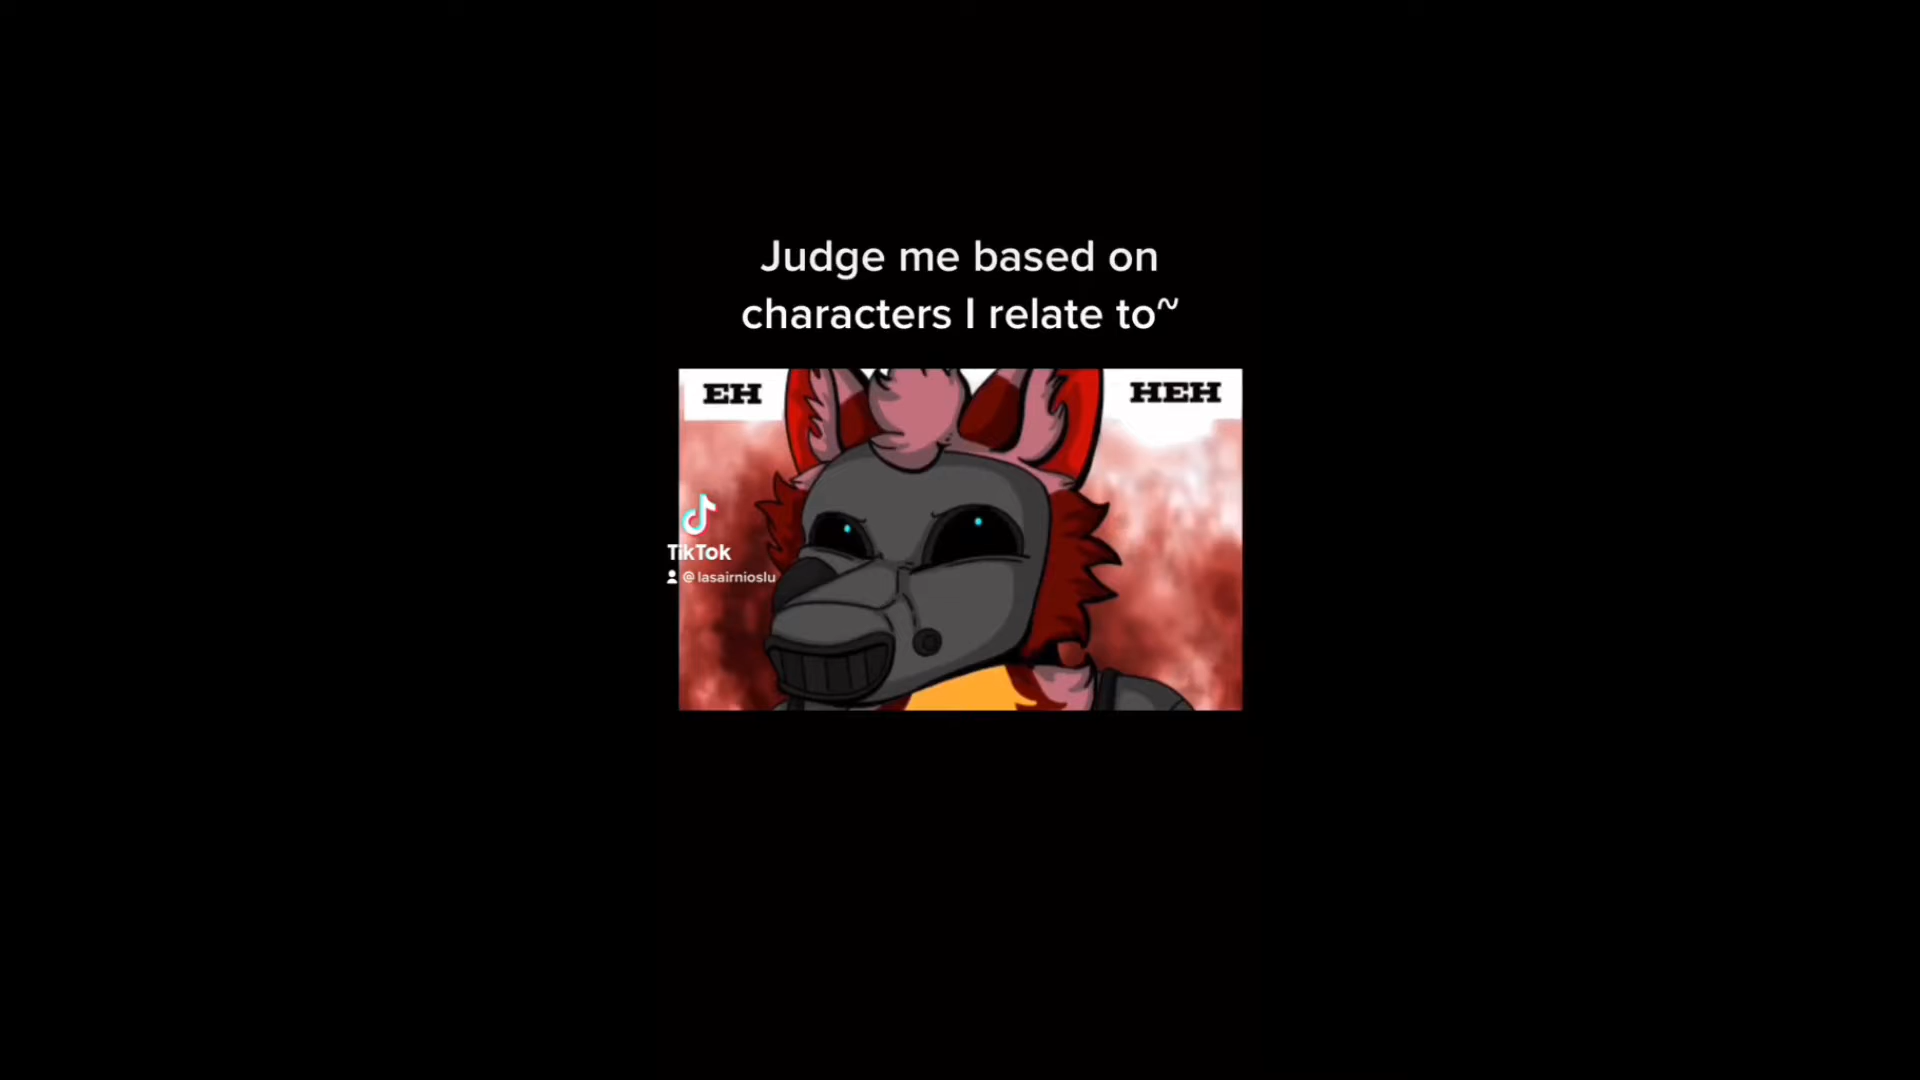 Judge me based on
characters I relate to~
EH
HEH
TikTok
@lasairnioslu